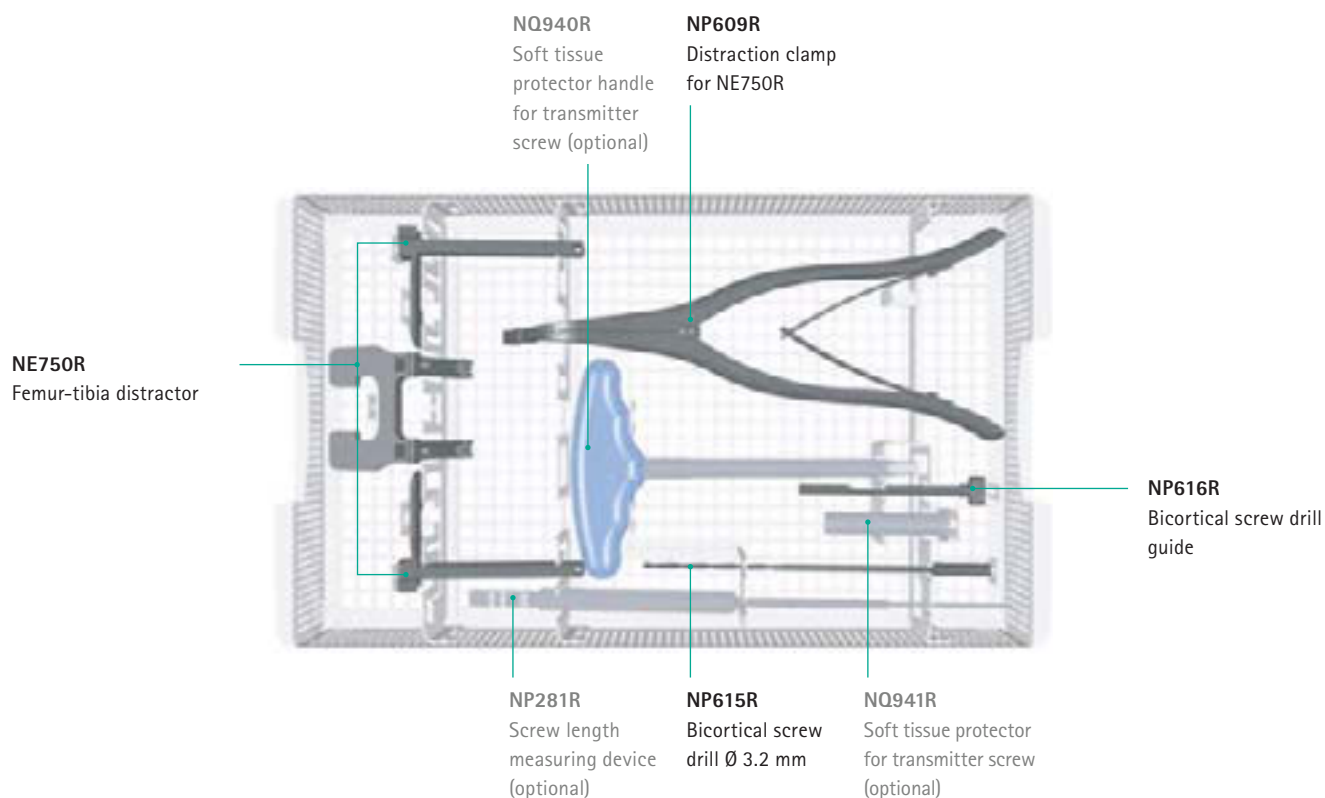 NQ940R
Soft tissue
protector handle
for transmitter
screw (optional)
NP609R
Distraction clamp
for NE750R
NE750R
Femur-tibia distractor
NP616R
Bicortical screw drill
guide
NP281R
Screw length
measuring device
(optional)
NP615R
Bicortical screw
drill Ø 3.2 mm
NQ941R
Soft tissue protector
for transmitter screw
(optional)